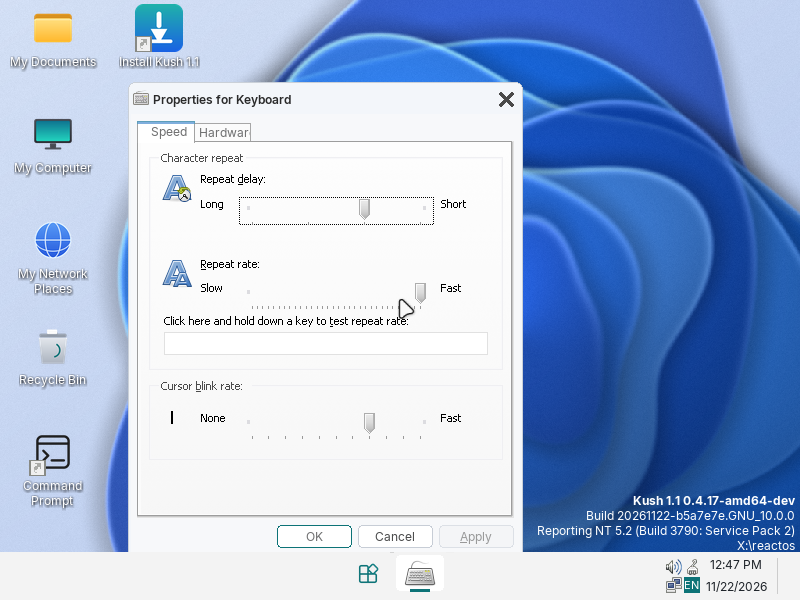 My Documents
Install Kush 1.1
My Computer
My Network
Places
Recycle Bin
Command
Prompt
Properties for Keyboard
Speed
Hardware
Character repeat
Repeat delay:
Long
Short
Repeat rate:
Slow
Fast
Click here and hold down a key to test repeat rate:
Cursor blink rate:
None
Fast
OK
Cancel
Apply
Kush 1.1 0.4.17-amd64-dev
Build 20261122-b5a7e7e.GNU_10.0.0
Reporting NT 5.2 (Build 3790: Service Pack 2)
X:\reactos
12:47 PM
EN
11/22/2026